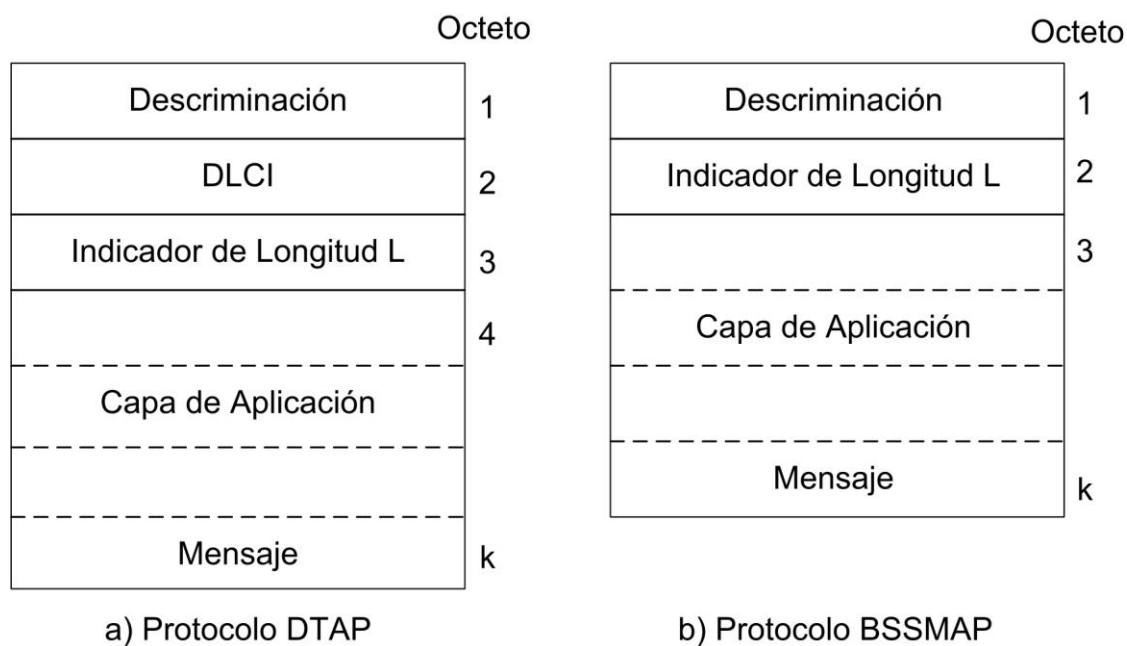 Octeto
Descriminación 1
DLCI 2
Indicador de Longitud L 3
4
Capa de Aplicación
Mensaje k
a) Protocolo DTAP
Octeto
Descriminación 1
Indicador de Longitud L 2
3
Capa de Aplicación
Mensaje k
b) Protocolo BSSMAP